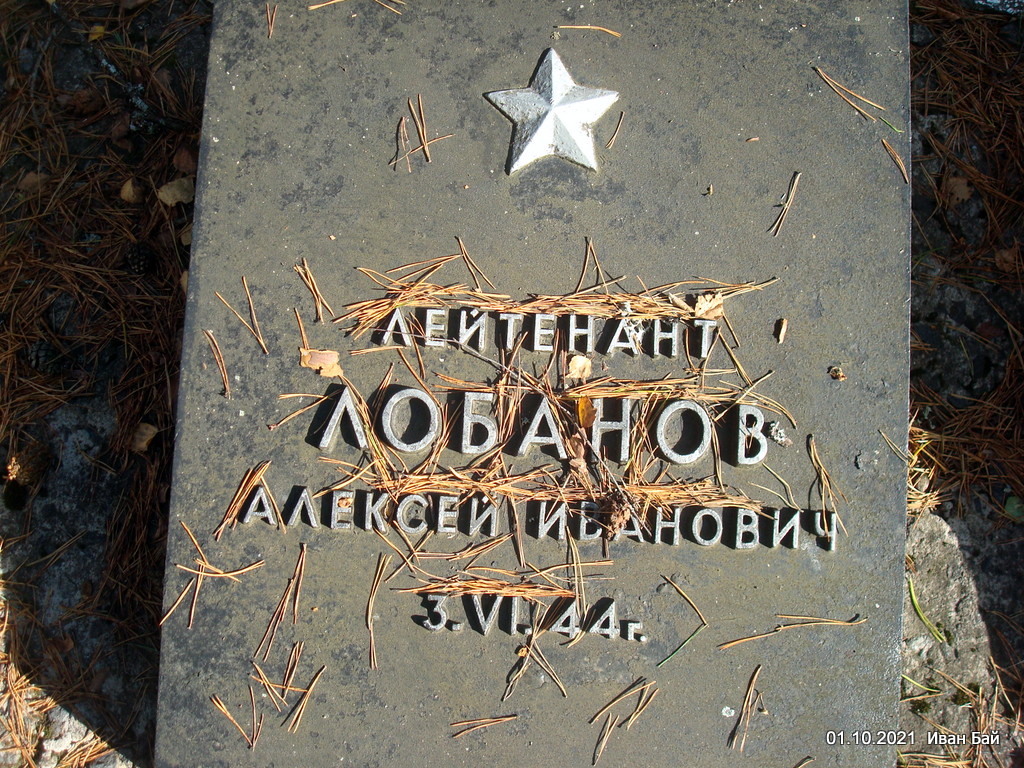 ЛЕЙТЕНАНТ
ЛОБАНОВ
АЛЕКСЕЙ ИВАНОВИЧ
3.VI.44г.
01.10.2021 Иван Бай